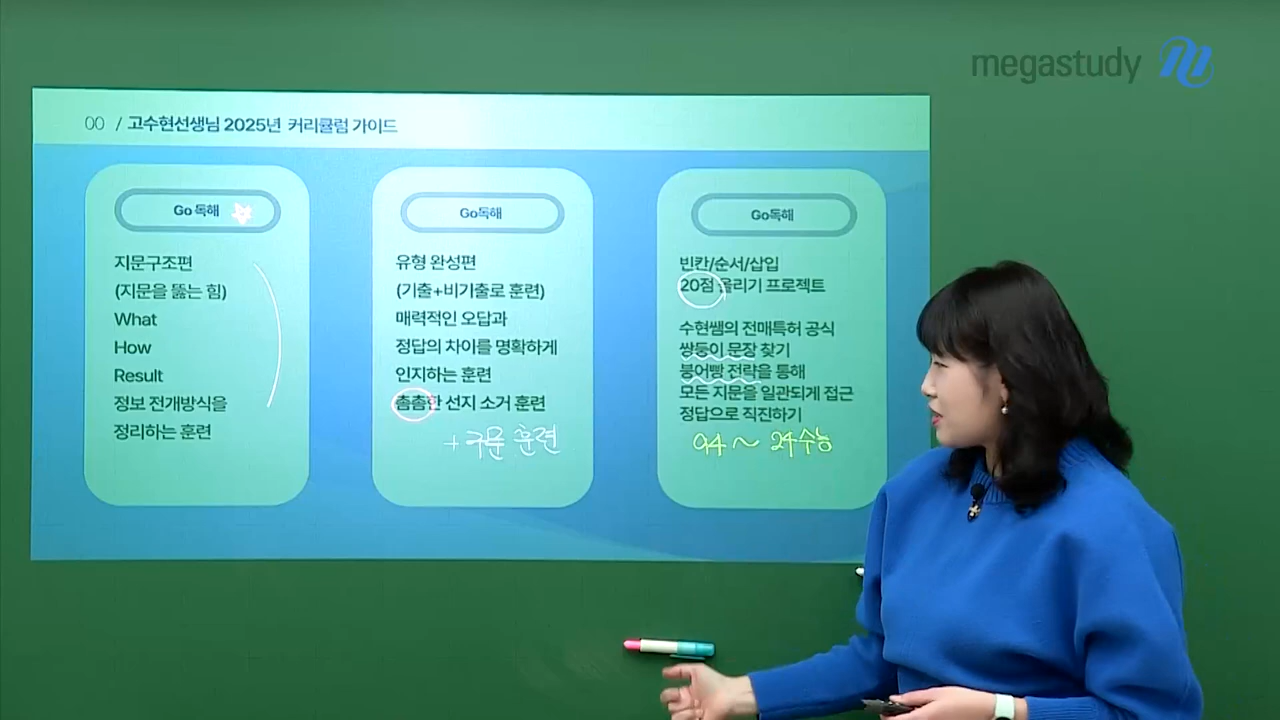 megastudy
00 / 고수현선생님 2025년 커리큘럼 가이드
Go 독해
지문구조편
(지문을 뚫는 힘)
What
How
Result
정보 전개방식을
정리하는 훈련
Go독해
유형 완성편
(기출+비기출로 훈련)
매력적인 오답과
정답의 차이를 명확하게
인지하는 훈련
촘촘한 선지 소거 훈련
+ 구문 훈련
Go독해
빈칸/순서/삽입
20점 올리기 프로젝트
수현쌤의 전매특허 공식
쌍둥이 문장 찾기
붕어빵 전략을 통해
모든 지문을 일관되게 접근
정답으로 직진하기
94 ~ 24수능